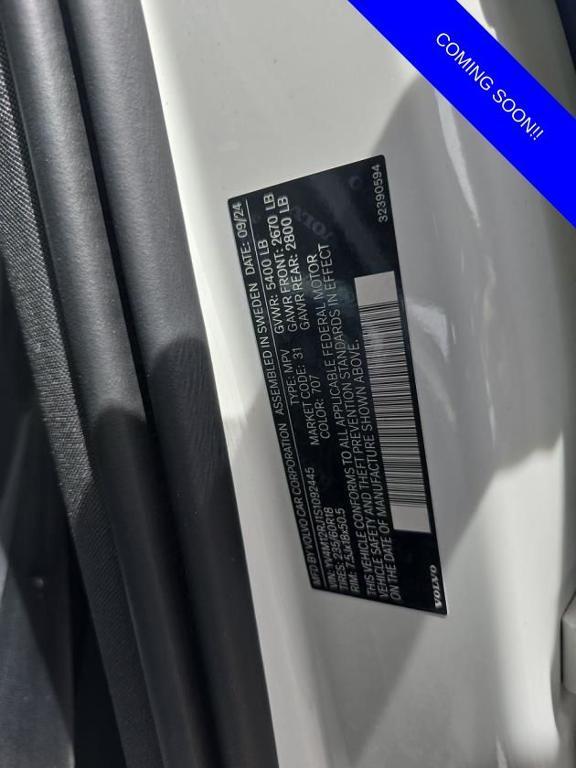 COMING SOON!!
MFD BY VOLVO CAR CORPORATION ASSEMBLED IN SWEDEN DATE: 09/24
GVWR: 5400 LB
VIN: YV4M12RJ1S1092445 TYPE: MPV GAWR FRONT: 2670 LB
TIRES: 235/60R18 MARKET CODE: 31 GAWR REAR: 2800 LB
RIM: 7.5Jx18x50.5 COLOR: 707
THIS VEHICLE CONFORMS TO ALL APPLICABLE FEDERAL MOTOR
VEHICLE SAFETY AND THEFT PREVENTION STANDARDS IN EFFECT
ON THE DATE OF MANUFACTURE SHOWN ABOVE.
VOLVO
32390594